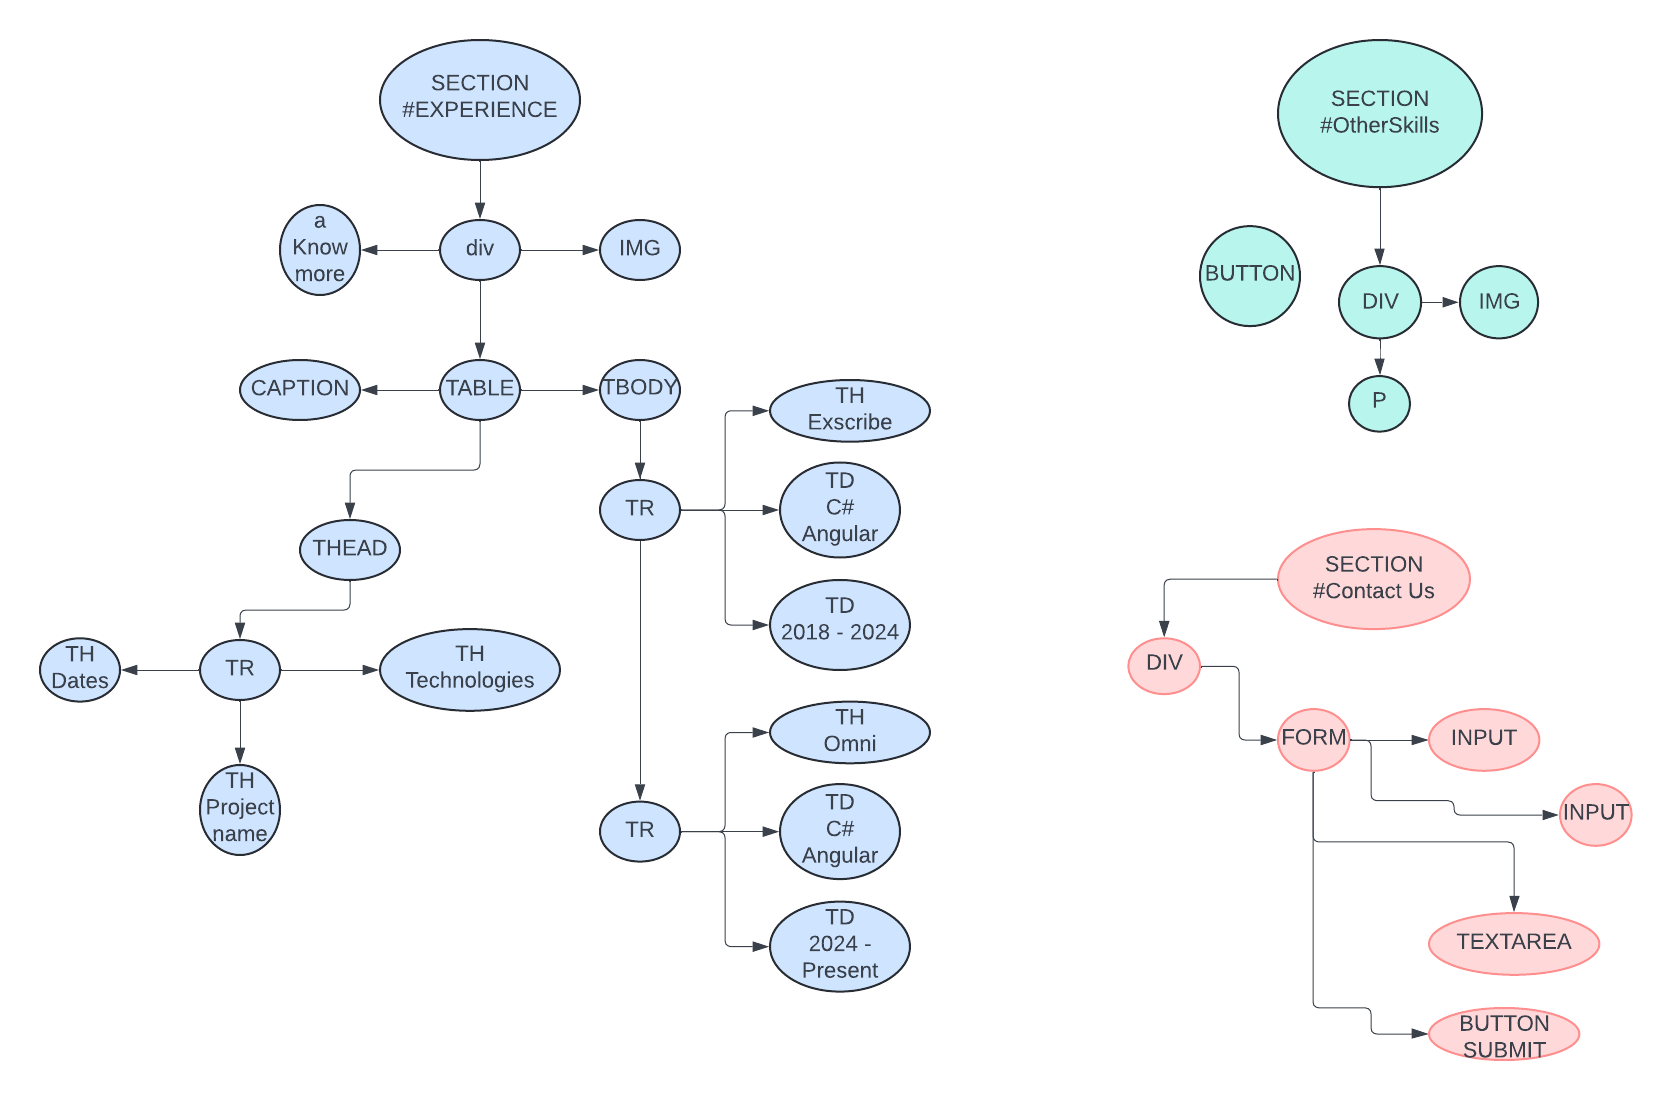 SECTION
#EXPERIENCE
a
Know
more
div
IMG
CAPTION
TABLE
TBODY
TH
Exscribe
TR
TD
C#
Angular
TD
2018 - 2024
THEAD
TH
Dates
TR
TH
Technologies
TH
Project
name
TH
Omni
TR
TD
C#
Angular
TD
2024 -
Present
SECTION
#OtherSkills
BUTTON
DIV
IMG
P
SECTION
#Contact Us
DIV
FORM
INPUT
INPUT
TEXTAREA
BUTTON
SUBMIT